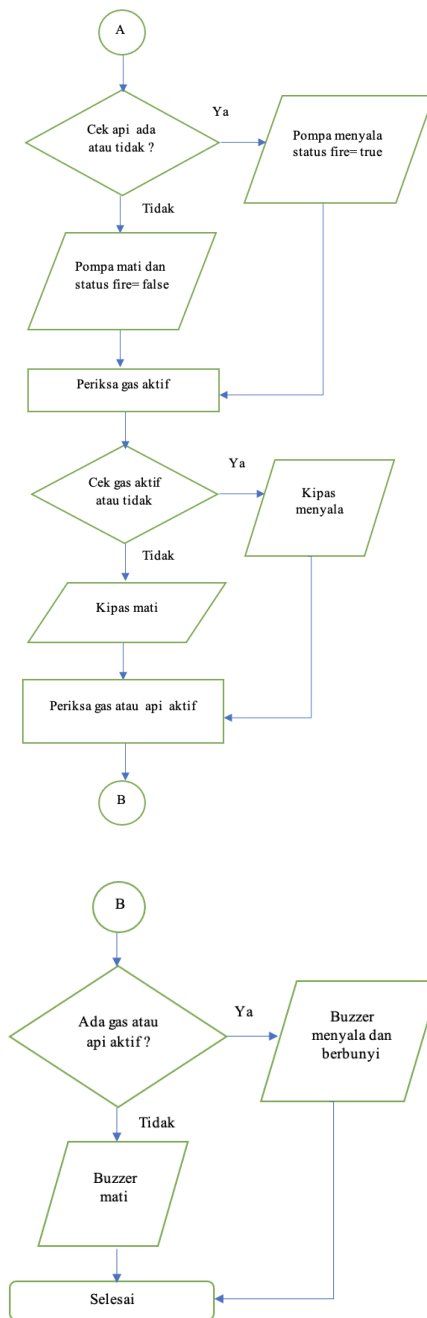 A
Cek api ada
atau tidak ?
Ya
Pompa menyala
status fire= true
Tidak
Pompa mati dan
status fire= false
Periksa gas aktif
Cek gas aktif
atau tidak
Ya
Kipas
menyala
Tidak
Kipas mati
Periksa gas atau api aktif
B
B
Ada gas atau
api aktif ?
Ya
Buzzer
menyala dan
berbunyi
Tidak
Buzzer
mati
Selesai